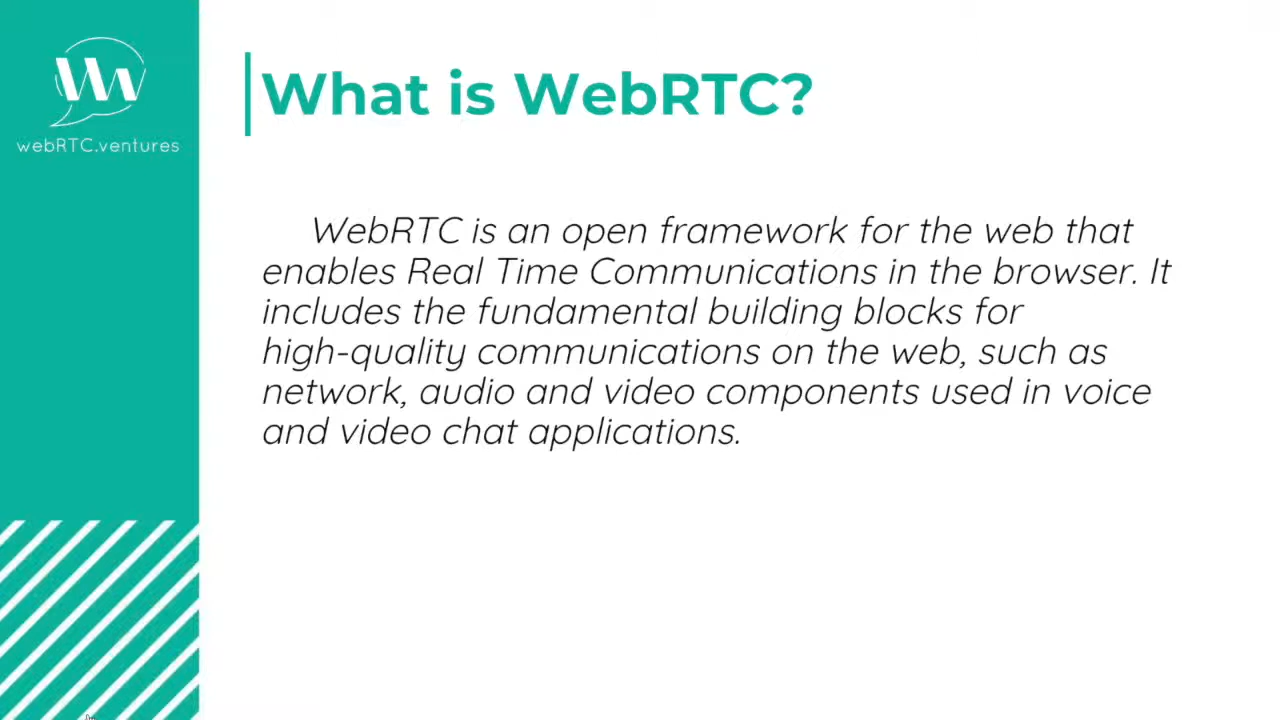 webRTC.ventures
What is WebRTC?
WebRTC is an open framework for the web that
enables Real Time Communications in the browser. It
includes the fundamental building blocks for
high-quality communications on the web, such as
network, audio and video components used in voice
and video chat applications.